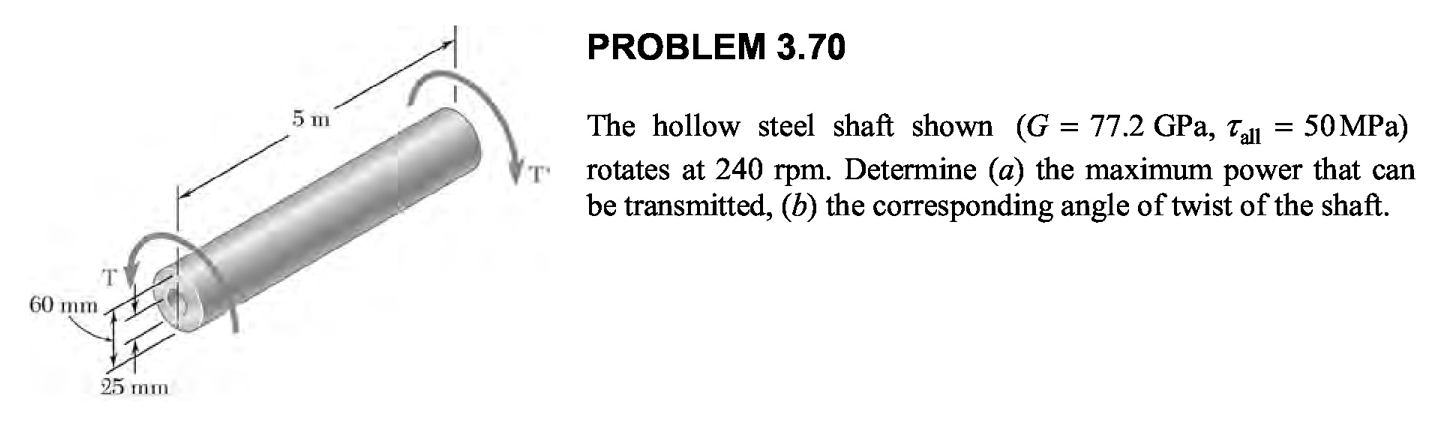 PROBLEM 3.70
The hollow steel shaft shown (G = 77.2 GPa, τall = 50 MPa)
rotates at 240 rpm. Determine (a) the maximum power that can
be transmitted, (b) the corresponding angle of twist of the shaft.
5 m
T'
T
60 mm
25 mm